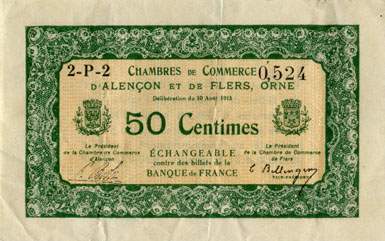 2-P-2 CHAMBRES DE COMMERCE 0,524
D'ALENÇON ET DE FLERS, ORNE
Délibération du 10 Août 1915
50 Centimes
Le Président
de la Chambre de Commerce
d'Alençon
Le Président
de la Chambre de Commerce
de Flers
ÉCHANGEABLE
contre des billets de la
BANQUE de FRANCE